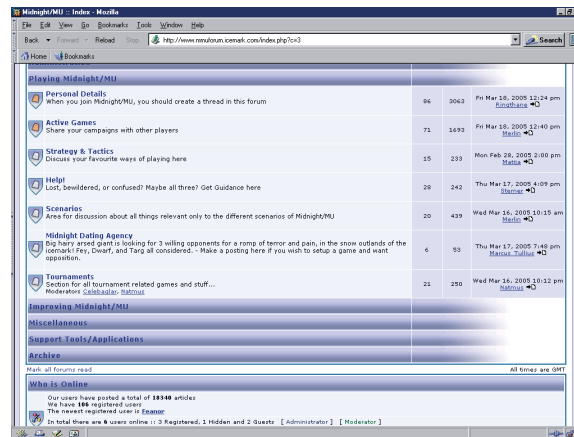 Midnight/MU :: Index - Mozilla
File Edit View Go Bookmarks Tools Window Help
Back Forward Reload Stop http://www.mmuforum.icemark.com/index.php?c=3 Search
Home Bookmarks
Playing Midnight/MU
Personal Details
When you join Midnight/MU, you should create a thread in this forum
86 3063 Fri Mar 18, 2005 12:24 pm
Ringthane
Active Games
Share your campaigns with other players
71 1693 Fri Mar 18, 2005 12:40 pm
Merlin
Strategy & Tactics
Discuss your favourite ways of playing here
15 233 Mon Feb 28, 2005 2:00 pm
Mattia
Help!
Lost, bewildered, or confused? Maybe all three? Get Guidance here
28 242 Thu Mar 17, 2005 4:09 pm
Sterner
Scenarios
Area for discussion about all things relevant only to the different scenarios of Midnight/MU
20 439 Wed Mar 16, 2005 10:15 am
Merlin
Midnight Dating Agency
Big hairy arsed giant is looking for 3 willing opponents for a romp of terror and pain, in the snow outlands of the
icemark! Fey, Dwarf, and Targ all considered. - Make a posting here if you wish to setup a game and want
opposition.
6 53 Thu Mar 17, 2005 7:48 pm
Marcus_Tullius
Tournaments
Section for all tournament related games and stuff...
Moderators Celebaglar, Natmus
21 250 Wed Mar 16, 2005 10:12 pm
Natmus
Improving Midnight/MU
Miscellaneous
Support Tools/Applications
Archive
Mark all forums read All times are GMT
Who is Online
Our users have posted a total of 18340 articles
We have 106 registered users
The newest registered user is Feanor
In total there are 6 users online :: 3 Registered, 1 Hidden and 2 Guests [ Administrator ] [ Moderator ]